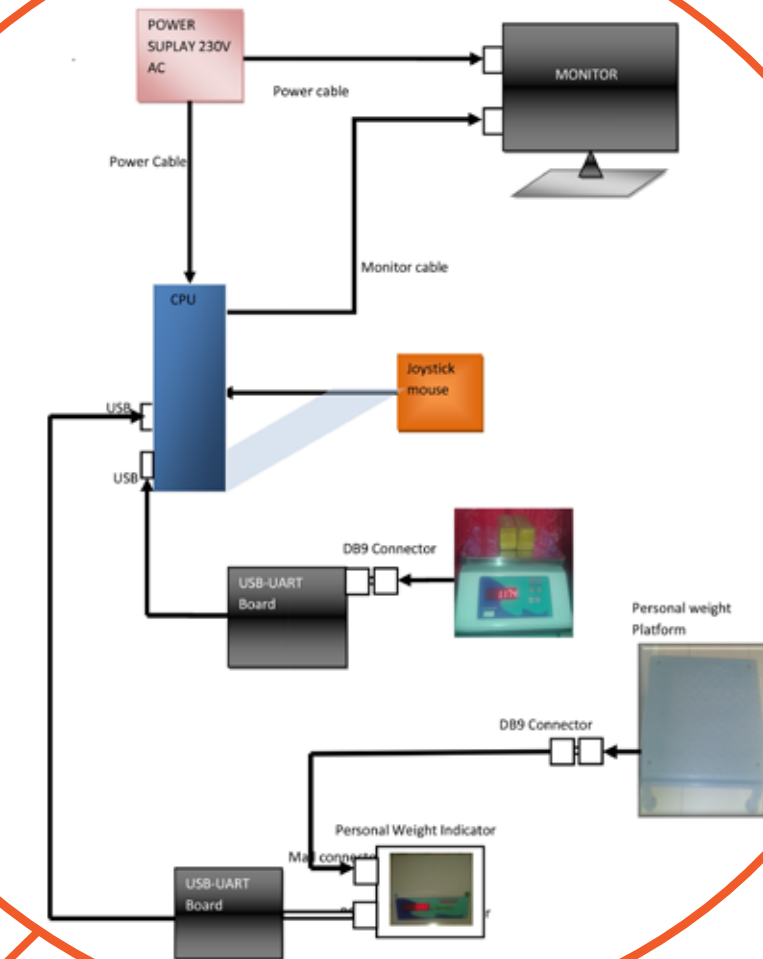 POWER
SUPLAY 230V
AC
MONITOR
Power cable
Power Cable
Monitor cable
CPU
Joystick
mouse
USB
USB
DB9 Connector
USB-UART
Board
Personal weight
Platform
DB9 Connector
Personal Weight Indicator
USB-UART
Board